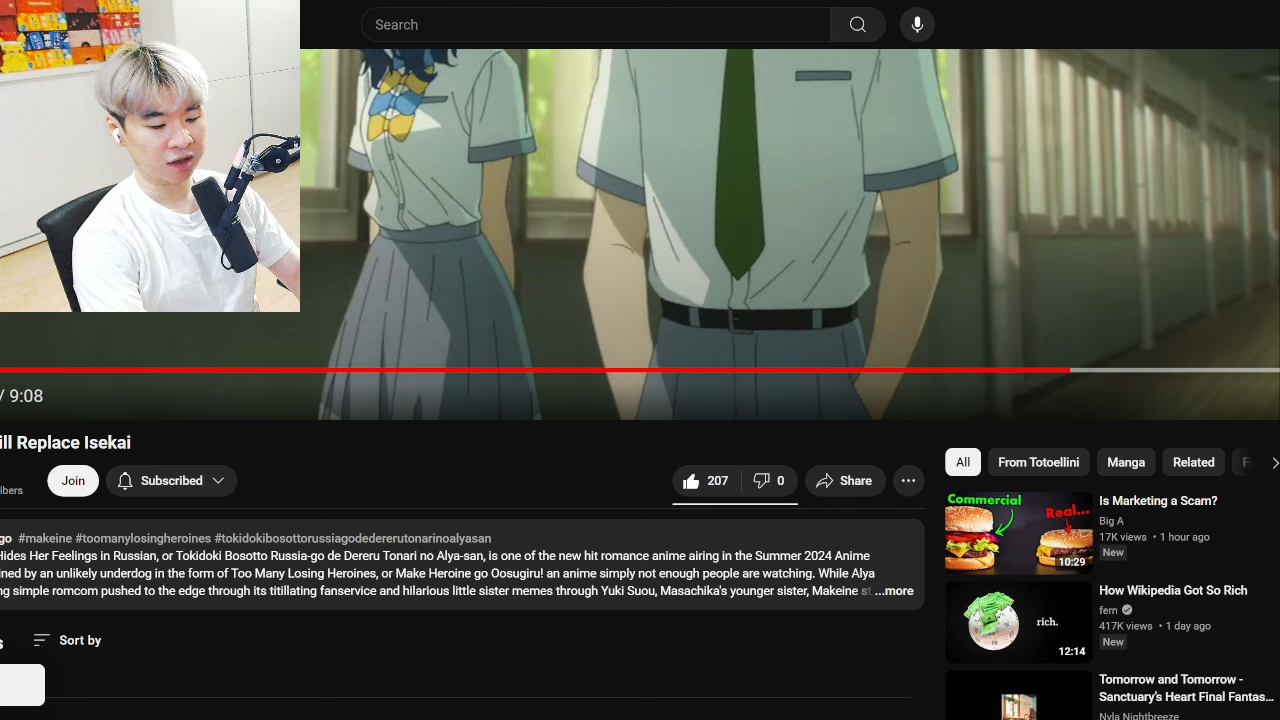 Search
/ 9:08
ill Replace Isekai
ibers
Join
Subscribed
207
0
Share
go #makeine #toomanylosingheroines #tokidokibosottorussiagodedererutonarinoalyasan
Hides Her Feelings in Russian, or Tokidoki Bosotto Russia-go de Dereru Tonari no Alya-san, is one of the new hit romance anime airing in the Summer 2024 Anime
ined by an unlikely underdog in the form of Too Many Losing Heroines, or Make Heroine go Oosugiru! an anime simply not enough people are watching. While Alya
ng simple romcom pushed to the edge through its titillating fanservice and hilarious little sister memes through Yuki Suou, Masachika's younger sister, Makeine st ...more
s
Sort by
All
From Totoellini
Manga
Related
F
Commercial
Real...
10:29
Is Marketing a Scam?
Big A
17K views • 1 hour ago
New
rich.
12:14
How Wikipedia Got So Rich
fern
417K views • 1 day ago
New
Tomorrow and Tomorrow -
Sanctuary's Heart Final Fantas...
Nyla Nightbreeze